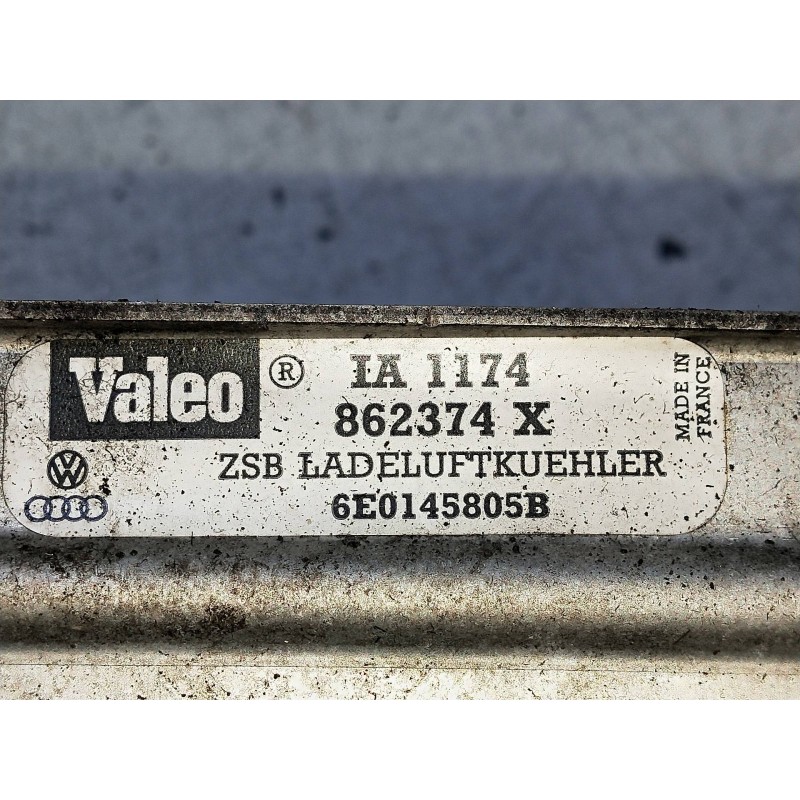 Valeo ® IA 1174
862374 X
ZSB LADELUFTKUEHLER
6E0145805B
MADE IN
FRANCE